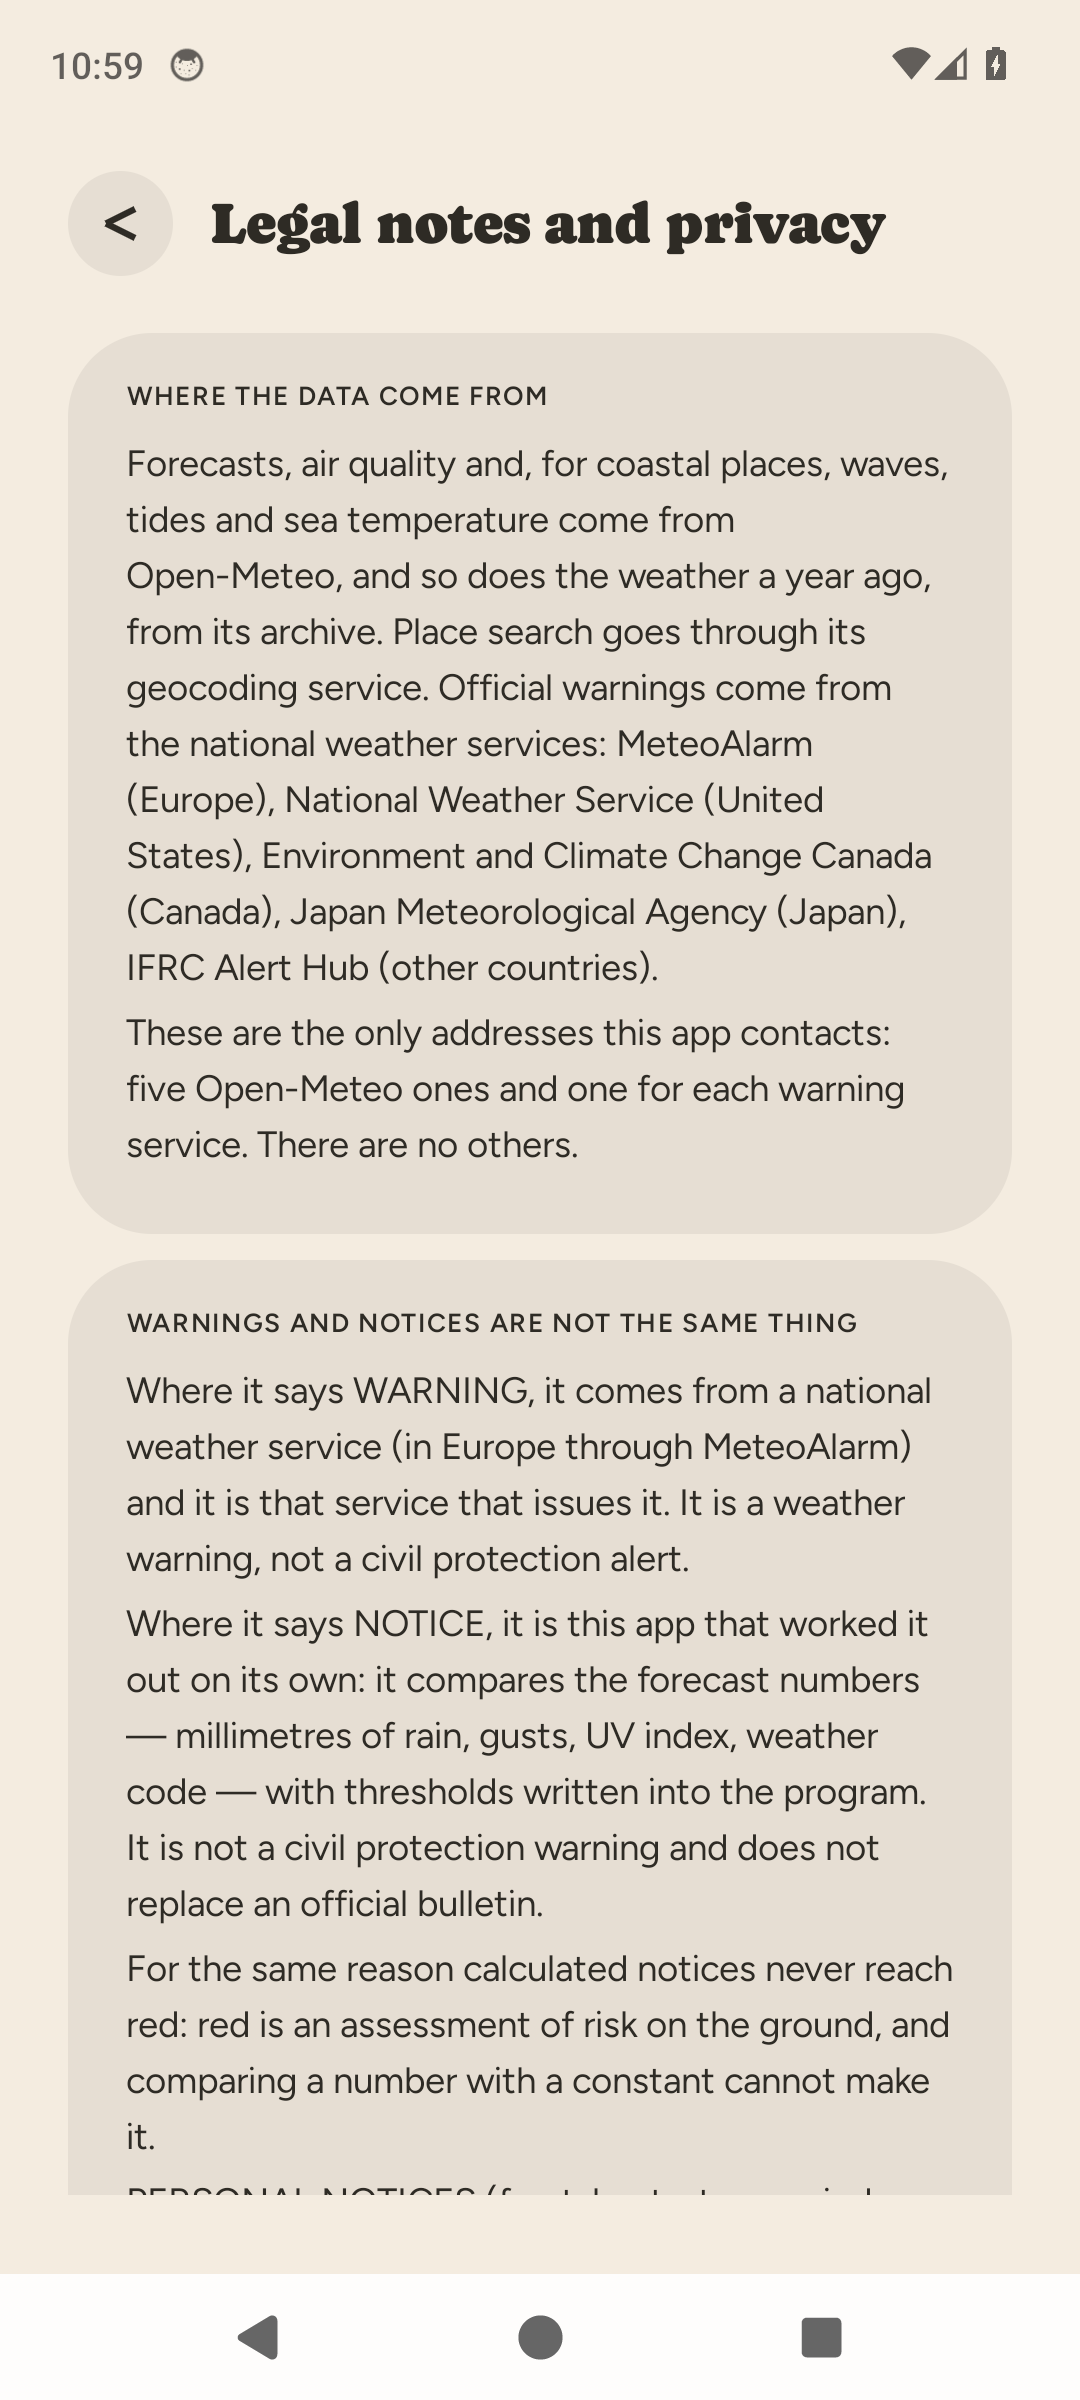 10:59
<
Legal notes and privacy
WHERE THE DATA COME FROM
Forecasts, air quality and, for coastal places, waves,
tides and sea temperature come from
Open-Meteo, and so does the weather a year ago,
from its archive. Place search goes through its
geocoding service. Official warnings come from
the national weather services: MeteoAlarm
(Europe), National Weather Service (United
States), Environment and Climate Change Canada
(Canada), Japan Meteorological Agency (Japan),
IFRC Alert Hub (other countries).
These are the only addresses this app contacts:
five Open-Meteo ones and one for each warning
service. There are no others.
WARNINGS AND NOTICES ARE NOT THE SAME THING
Where it says WARNING, it comes from a national
weather service (in Europe through MeteoAlarm)
and it is that service that issues it. It is a weather
warning, not a civil protection alert.
Where it says NOTICE, it is this app that worked it
out on its own: it compares the forecast numbers
— millimetres of rain, gusts, UV index, weather
code — with thresholds written into the program.
It is not a civil protection warning and does not
replace an official bulletin.
For the same reason calculated notices never reach
red: red is an assessment of risk on the ground, and
comparing a number with a constant cannot make
it.
PERSONAL NOTICES